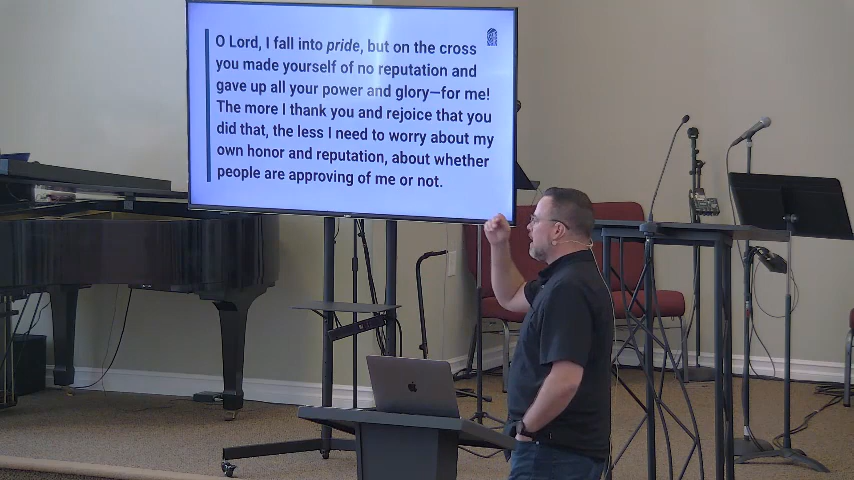 O Lord, I fall into pride, but on the cross
you made yourself of no reputation and
gave up all your power and glory—for me!
The more I thank you and rejoice that you
did that, the less I need to worry about my
own honor and reputation, about whether
people are approving of me or not.